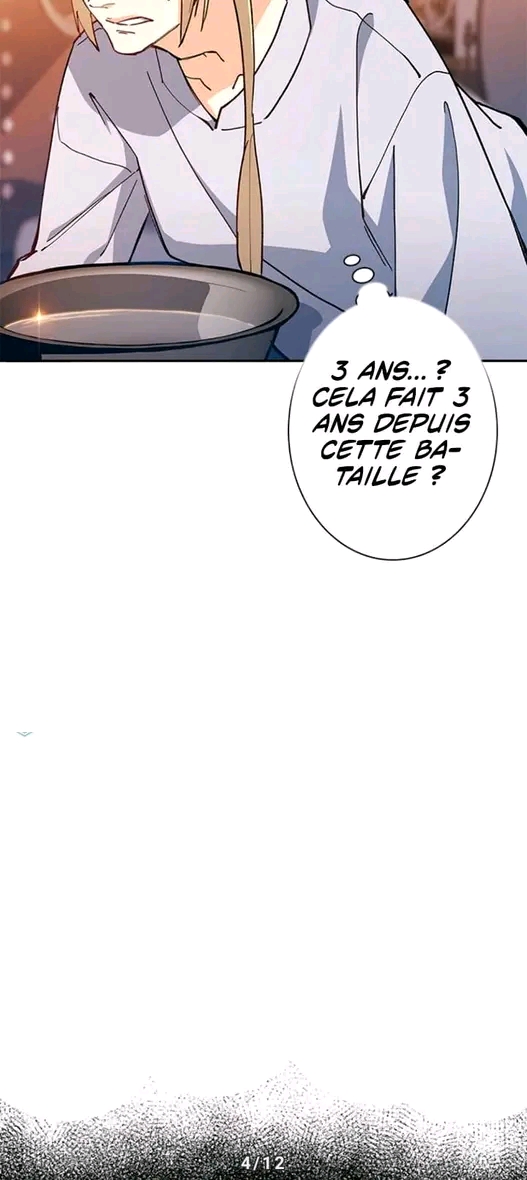 3 ANS... ?
CELA FAIT 3
ANS DEPUIS
CETTE BA-
TAILLE ?
4/12